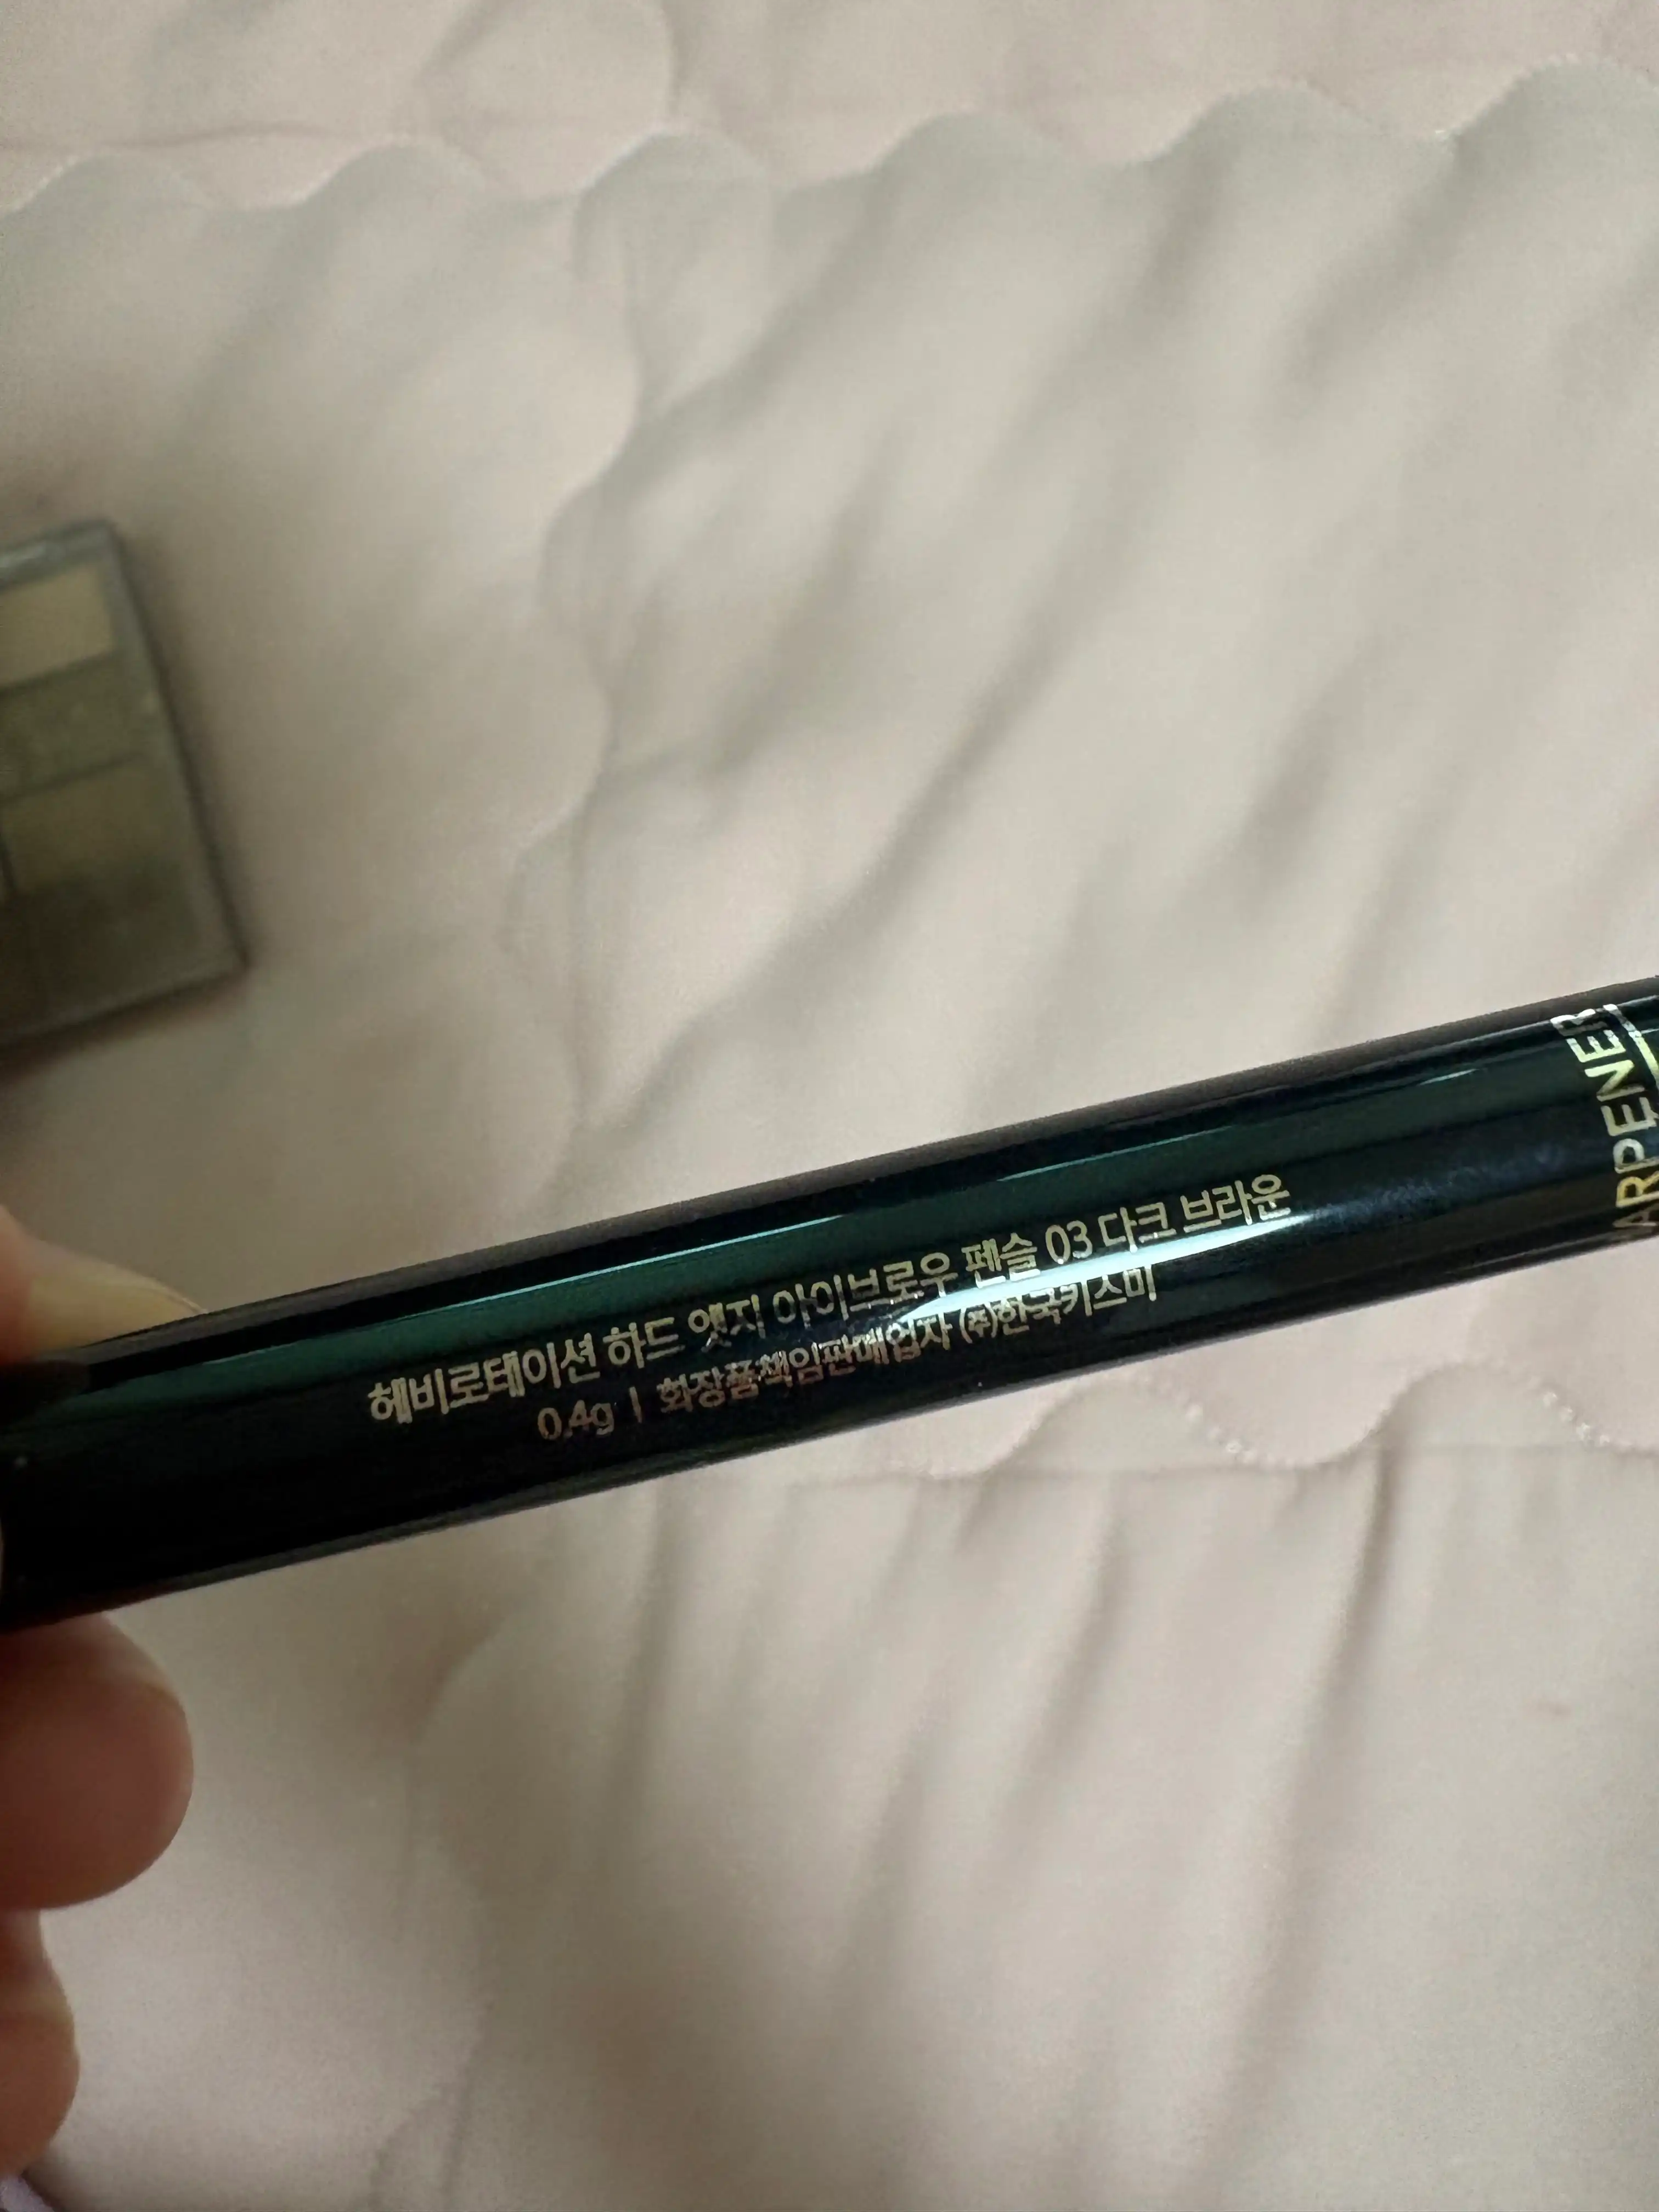 헤비로테이션 하드 엣지 아이브로우 펜슬 03 다크 브라운
0.4g | 화장품책임판매업자 ㈜한국키스미
ARPENER